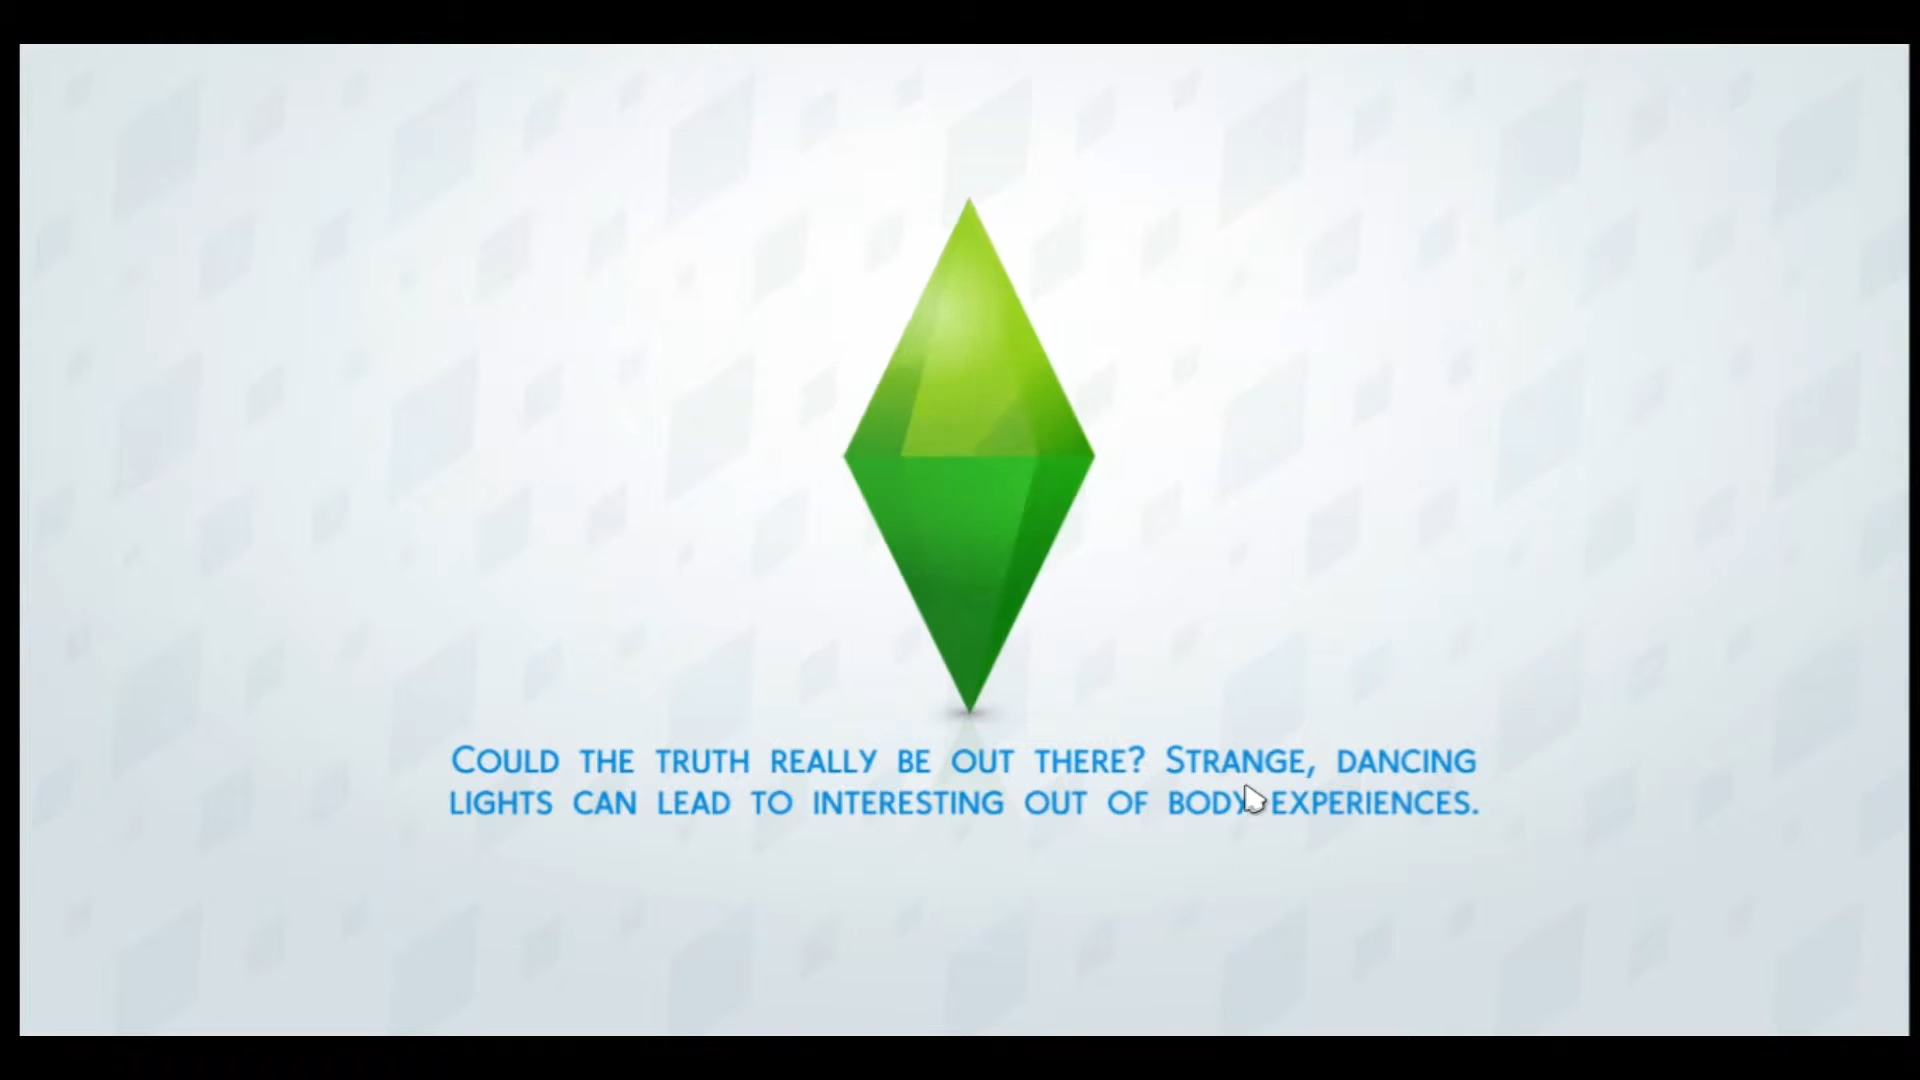 Could the truth really be out there? Strange, dancing
lights can lead to interesting out of body experiences.